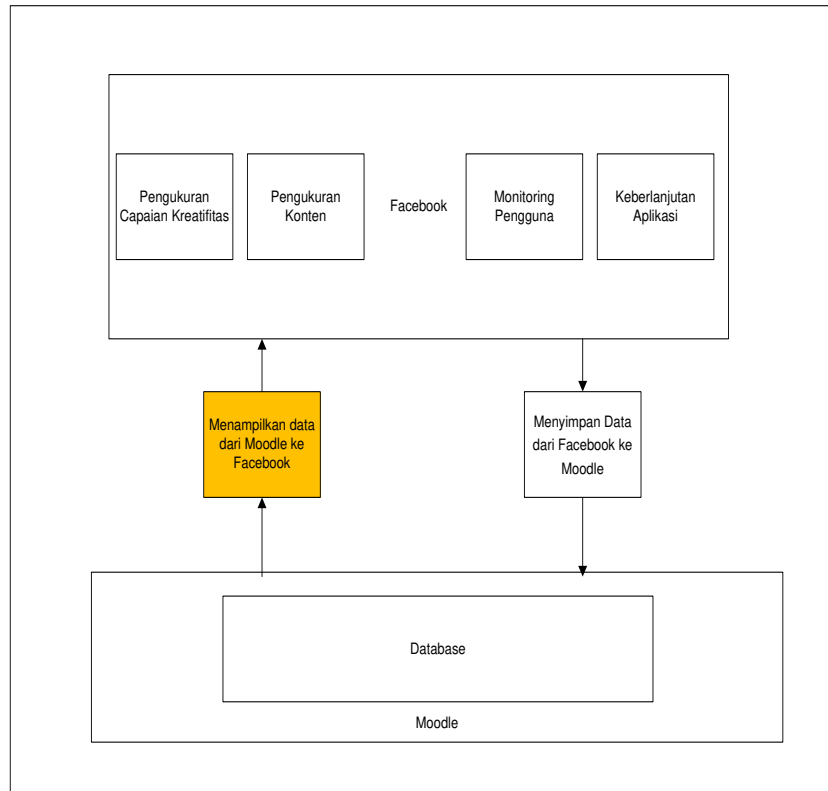 Pengukuran
Capaian Kreatifitas
Pengukuran
Konten
Facebook
Monitoring
Pengguna
Keberlanjutan
Aplikasi
Menampilkan data
dari Moodle ke
Facebook
Menyimpan Data
dari Facebook ke
Moodle
Database
Moodle